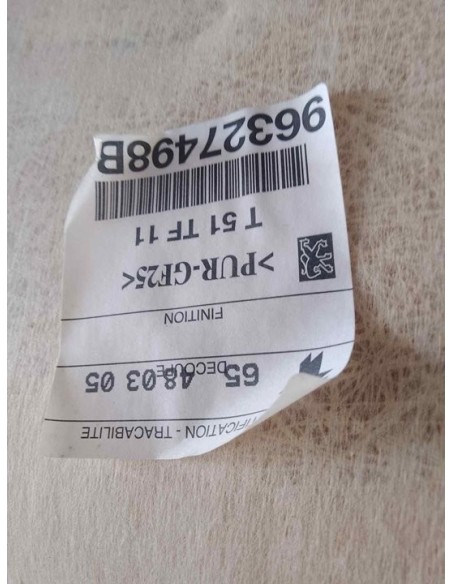 IFICATION - TRACABILITE
DECOUPE
65 48 03 05
FINITION
>PUR-GF25<
T 51 TF 11
96327498B